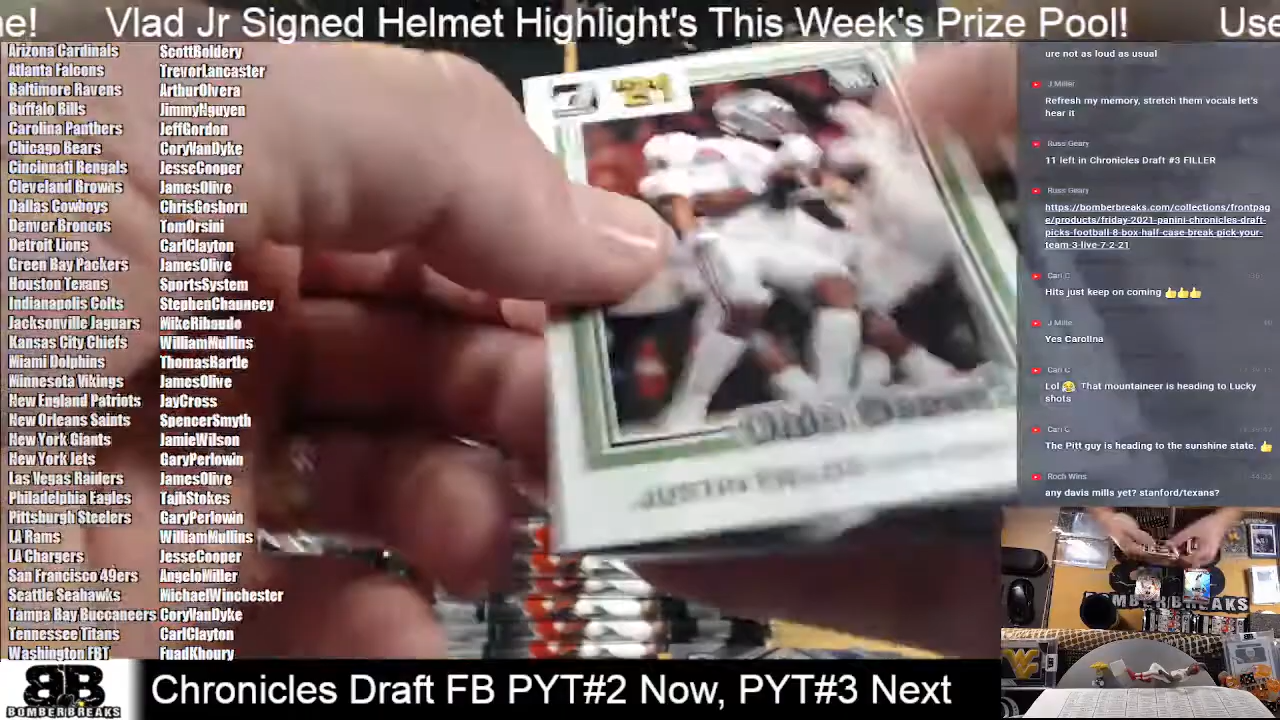 ne! Vlad Jr Signed Helmet Highlight's This Week's Prize Pool! Use
Arizona Cardinals ScottBoldery
Atlanta Falcons TrevorLancaster
Baltimore Ravens ArthurOlvera
Buffalo Bills JimmyNguyen
Carolina Panthers JeffGordon
Chicago Bears CoryVanDyke
Cincinnati Bengals JesseCooper
Cleveland Browns JamesOlive
Dallas Cowboys ChrisGoshorn
Denver Broncos TomOrsini
Detroit Lions CarlClayton
Green Bay Packers JamesOlive
Houston Texans SportsSystem
Indianapolis Colts StephenChauncey
Jacksonville Jaguars MikeRibaudo
Kansas City Chiefs WilliamMullins
Miami Dolphins ThomasHartle
Minnesota Vikings JamesOlive
New England Patriots JayCross
New Orleans Saints SpencerSmyth
New York Giants JamieWilson
New York Jets GaryPerlowin
Las Vegas Raiders JamesOlive
Philadelphia Eagles TajhStokes
Pittsburgh Steelers GaryPerlowin
LA Rams WilliamMullins
LA Chargers JesseCooper
San Francisco 49ers AngeloMiller
Seattle Seahawks MichaelWinchester
Tampa Bay Buccaneers CoryVanDyke
Tennessee Titans CarlClayton
Washington FBT FuadKhoury
JUSTIN
ure not as loud as usual
J Miller
Refresh my memory, stretch them vocals let's
hear it
Russ Geary
11 left in Chronicles Draft #3 FILLER
Russ Geary
https://bomberbreaks.com/collections/frontpag
e/products/friday-2021-panini-chronicles-draft-
picks-football-8-box-half-case-break-pick-your-
team-3-live-7-2-21
Carl C
Hits just keep on coming 👍👍👍
J Mille
Yes Carolina
Carl C
Lol 😂 That mountaineer is heading to Lucky
shots
Carl C
The Pitt guy is heading to the sunshine state. 👍
Roch Wins
any davis mills yet? stanford/texans?
MBER BREAKS
BB
BOMBERBREAKS
Chronicles Draft FB PYT#2 Now, PYT#3 Next